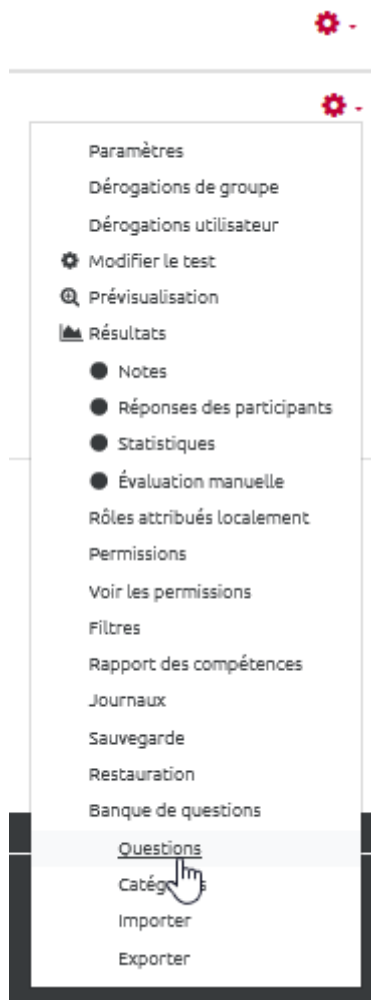 Paramètres
Dérogations de groupe
Dérogations utilisateur
Modifier le test
Prévisualisation
Résultats
Notes
Réponses des participants
Statistiques
Évaluation manuelle
Rôles attribués localement
Permissions
Voir les permissions
Filtres
Rapport des compétences
Journaux
Sauvegarde
Restauration
Banque de questions
Questions
Importer
Exporter